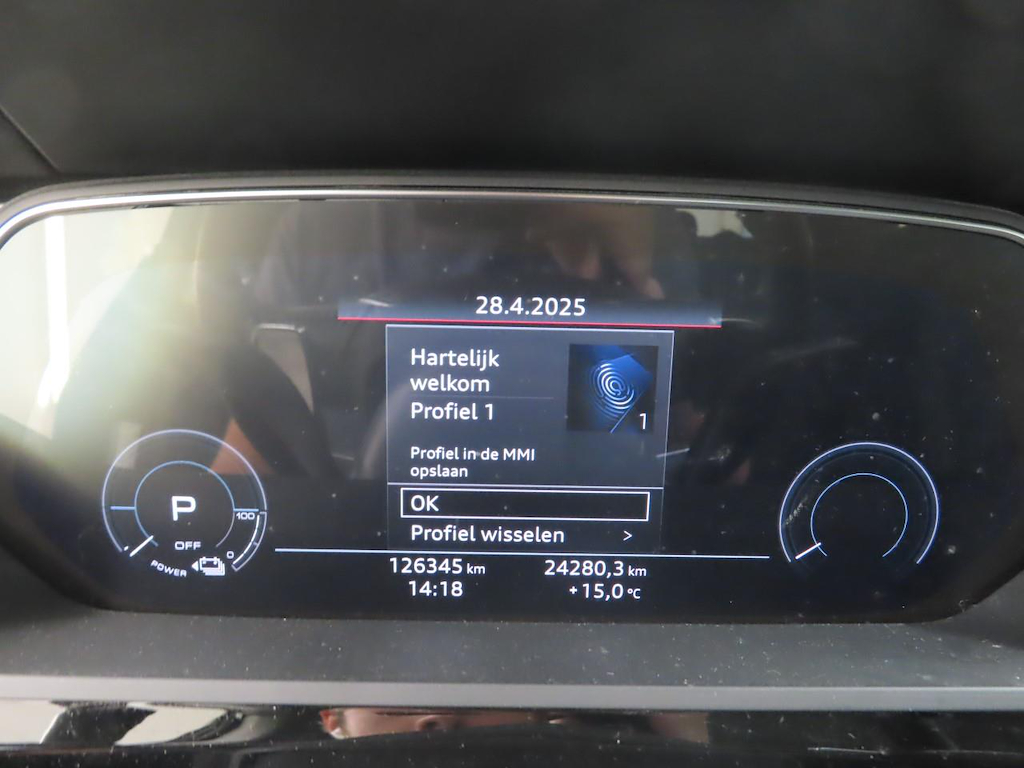 28.4.2025
Hartelijk
welkom
Profiel 1
1
Profiel in de MMI
opslaan
OK
Profiel wisselen >
P
100
OFF
0
POWER
126345 km 24280,3 km
14:18 +15,0 °C